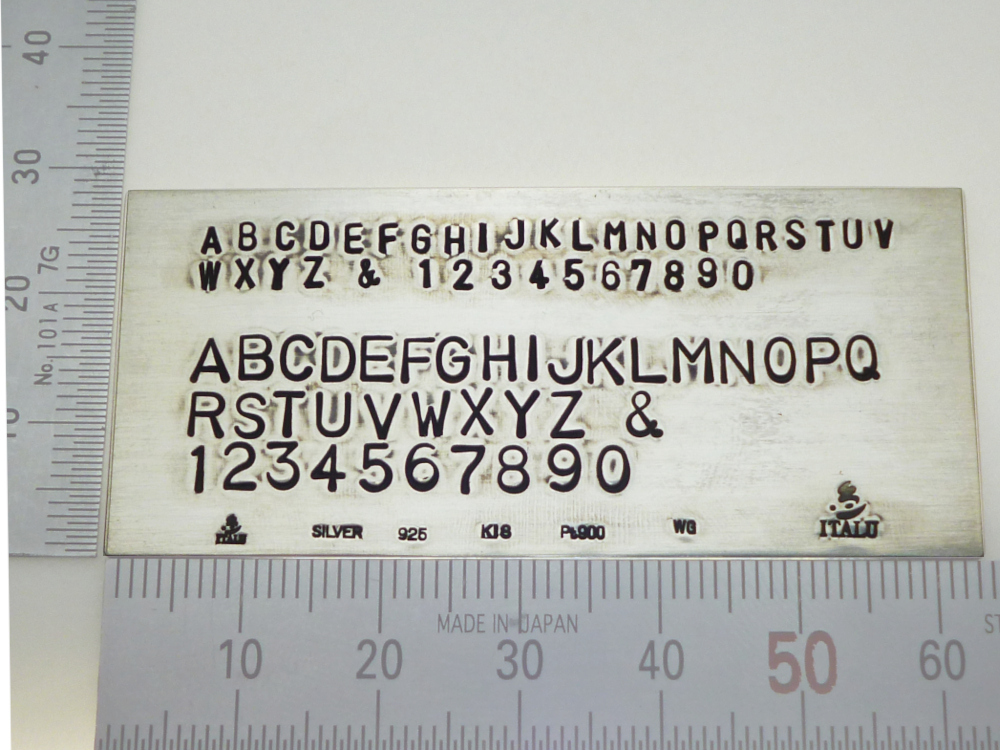 40
30
20
10
No.101A 7G
ABCDEFGHIJKLMNOPQRSTUV
WXYZ & 1234567890
ABCDEFGHIJKLMNOPQ
RSTUVWXYZ &
1234567890
ITALU SILVER 925 K18 Pt900 WG ITALU
MADE IN JAPAN
10 20 30 40 50 60